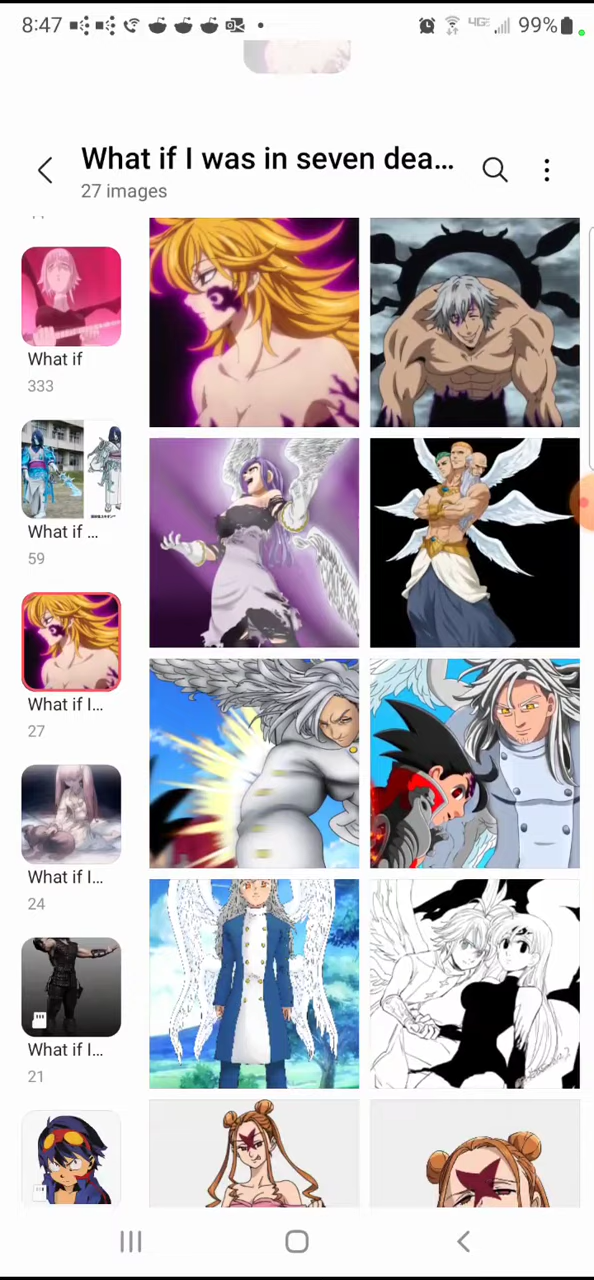 8:47
4GE
99%
What if I was in seven dea...
27 images
What if
333
What if ...
59
What if I...
27
What if I...
24
What if I...
21